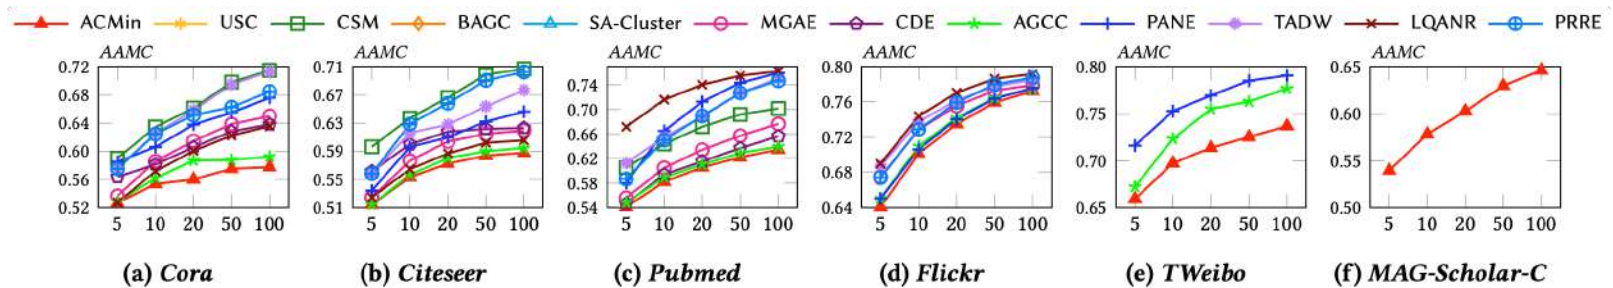 ACMin USC CSM BAGC SA-Cluster MGAE CDE AGCC PANE TADW LQANR PRRE
AAMC AAMC AAMC AAMC AAMC AAMC
0.72 0.71 0.74 0.80 0.80 0.65
0.68 0.67 0.70 0.76 0.75 0.60
0.64 0.63 0.66 0.72 0.70 0.55
0.60 0.59 0.62 0.68 0.65 0.50
0.56 0.55 0.58 0.64
0.52 0.51 0.54
5 10 20 50 100 5 10 20 50 100 5 10 20 50 100 5 10 20 50 100 5 10 20 50 100 5 10 20 50 100
(a) Cora (b) Citeseer (c) Pubmed (d) Flickr (e) TWeibo (f) MAG-Scholar-C